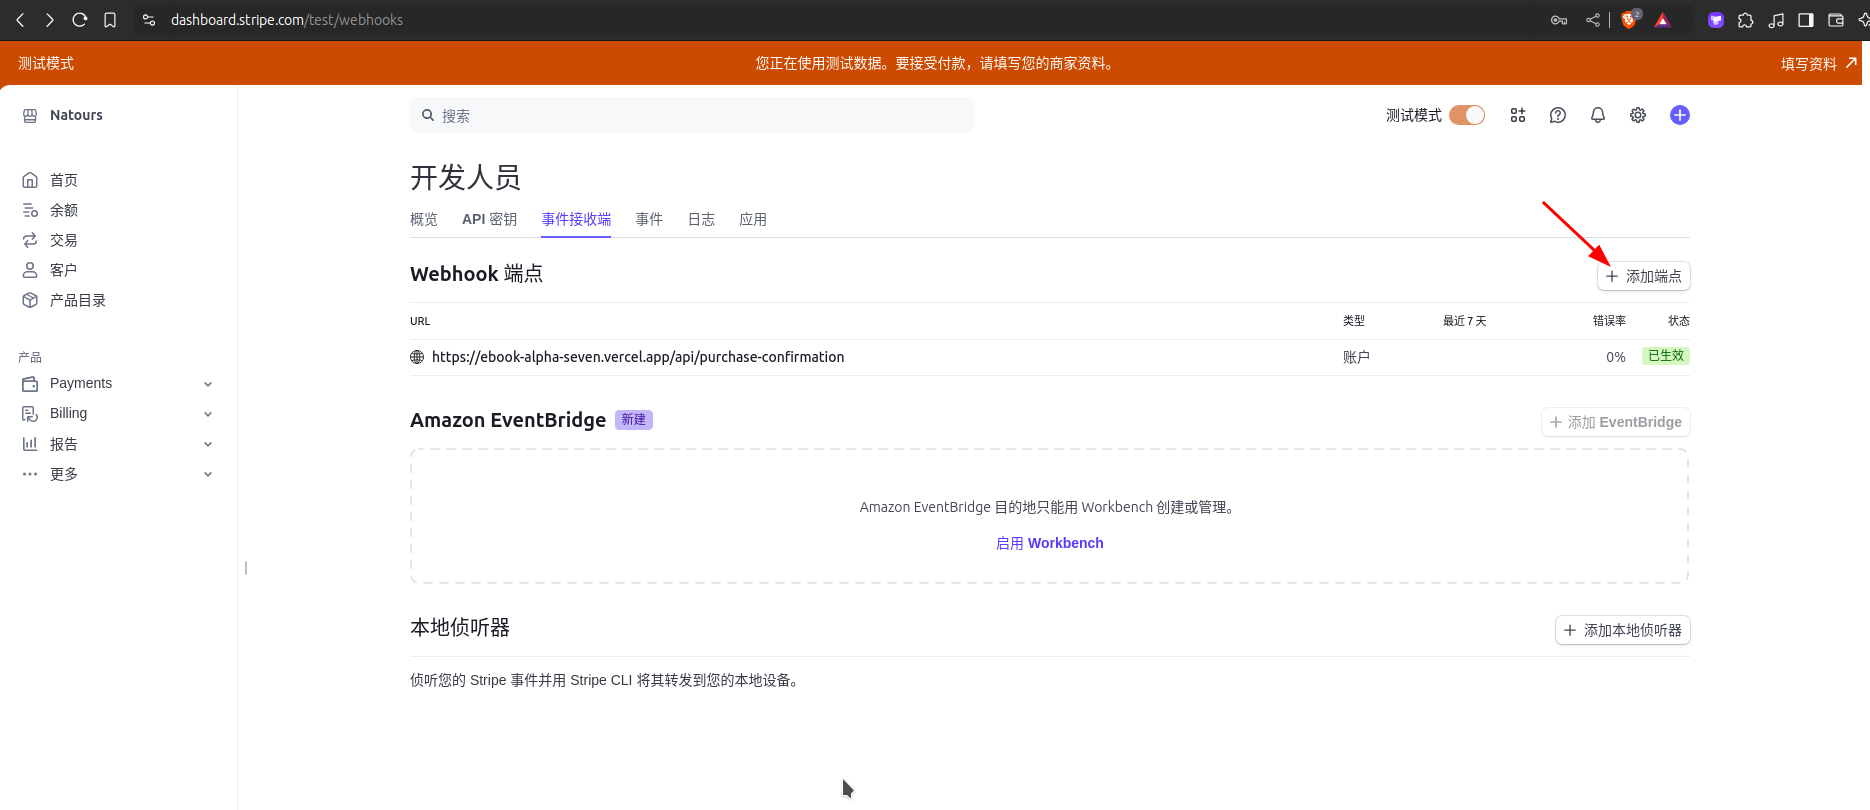 dashboard.stripe.com/test/webhooks
2
测试模式
您正在使用测试数据。要接受付款，请填写您的商家资料。
填写资料
Natours
搜索
测试模式
首页
余额
交易
客户
产品目录
产品
Payments
Billing
报告
更多
开发人员
概览 API 密钥 事件接收端 事件 日志 应用
Webhook 端点
添加端点
URL 类型 最近 7 天 错误率 状态
https://ebook-alpha-seven.vercel.app/api/purchase-confirmation 账户 0% 已生效
Amazon EventBridge 新建
添加 EventBridge
Amazon EventBridge 目的地只能用 Workbench 创建或管理。
启用 Workbench
本地侦听器
添加本地侦听器
侦听您的 Stripe 事件并用 Stripe CLI 将其转发到您的本地设备。